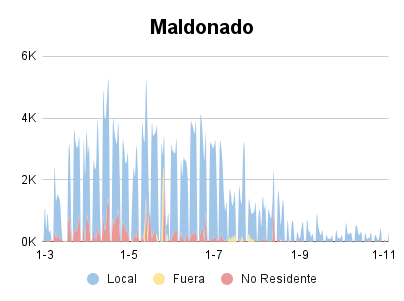 Maldonado
6K
4K
2K
0K
1-3 1-5 1-7 1-9 1-11
Local Fuera No Residente